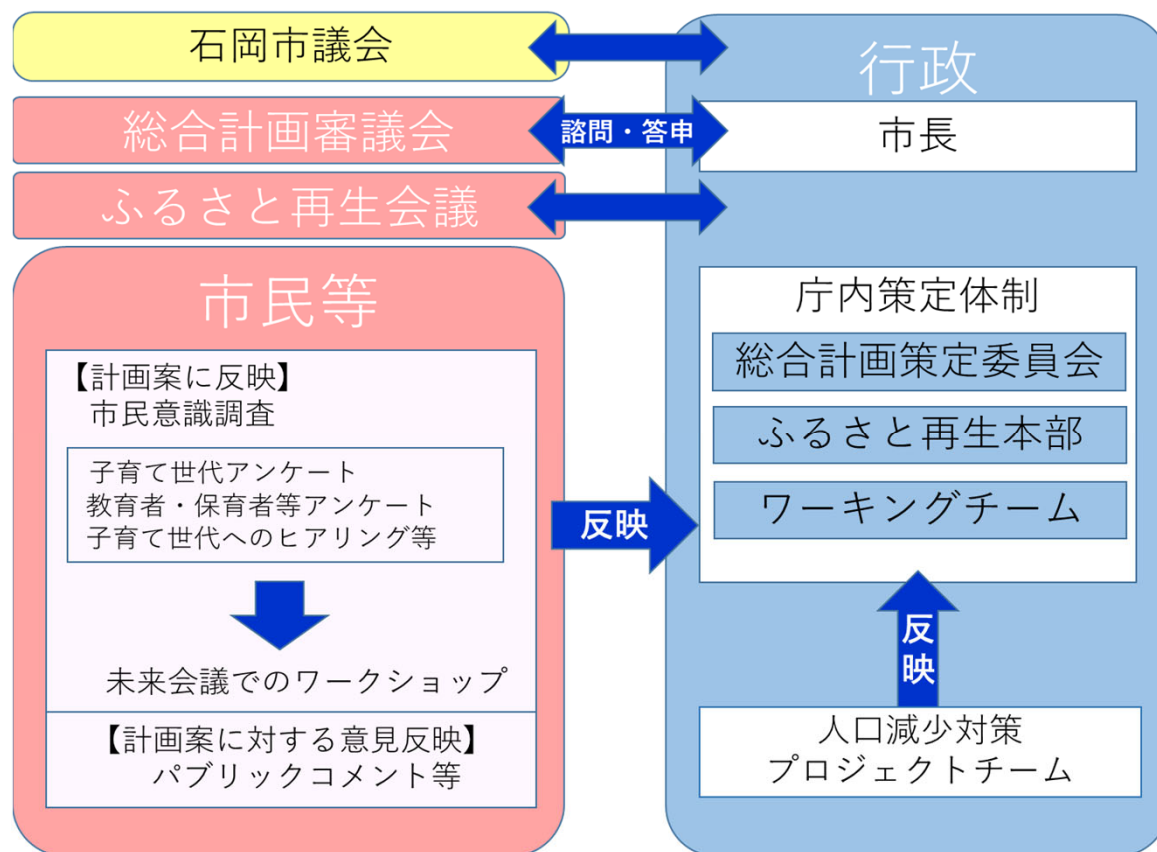 石岡市議会
総合計画審議会
ふるさと再生会議
諮問・答申
行政
市長
市民等
【計画案に反映】
市民意識調査
子育て世代アンケート
教育者・保育者等アンケート
子育て世代へのヒアリング等
未来会議でのワークショップ
【計画案に対する意見反映】
パブリックコメント等
反映
庁内策定体制
総合計画策定委員会
ふるさと再生本部
ワーキングチーム
反
映
人口減少対策
プロジェクトチーム